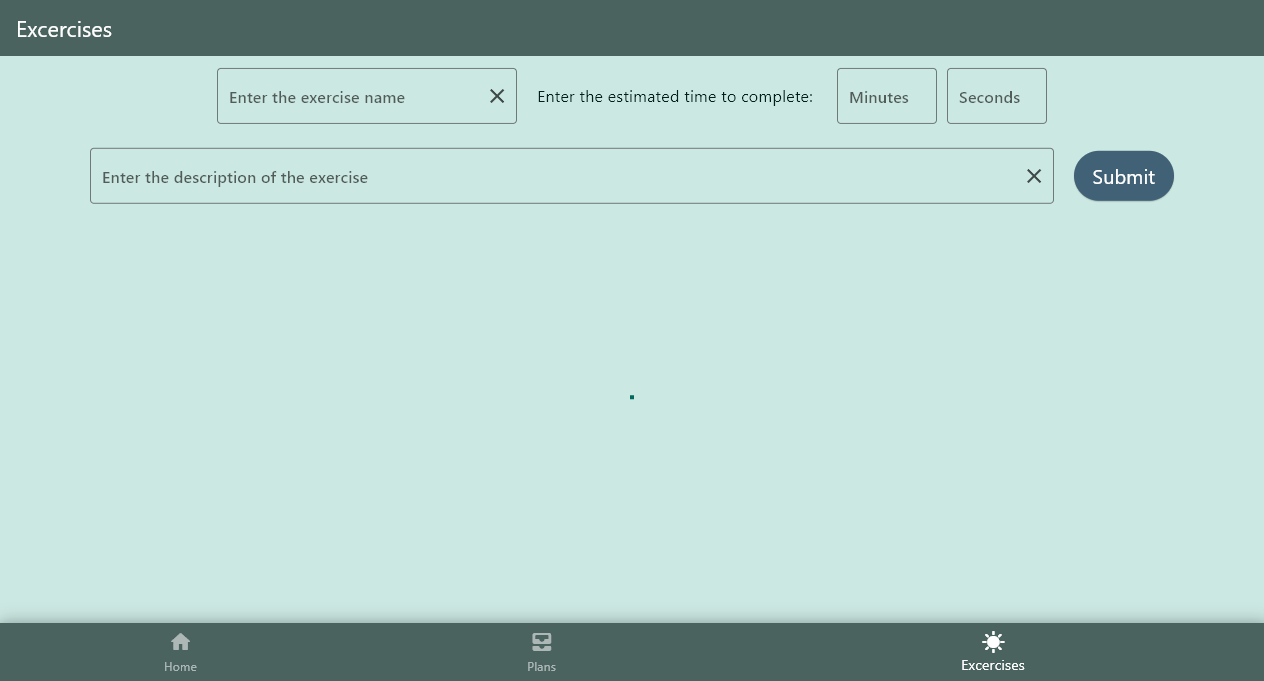 Excercises
Enter the exercise name Enter the estimated time to complete: Minutes Seconds
Enter the description of the exercise Submit
Home Plans Excercises